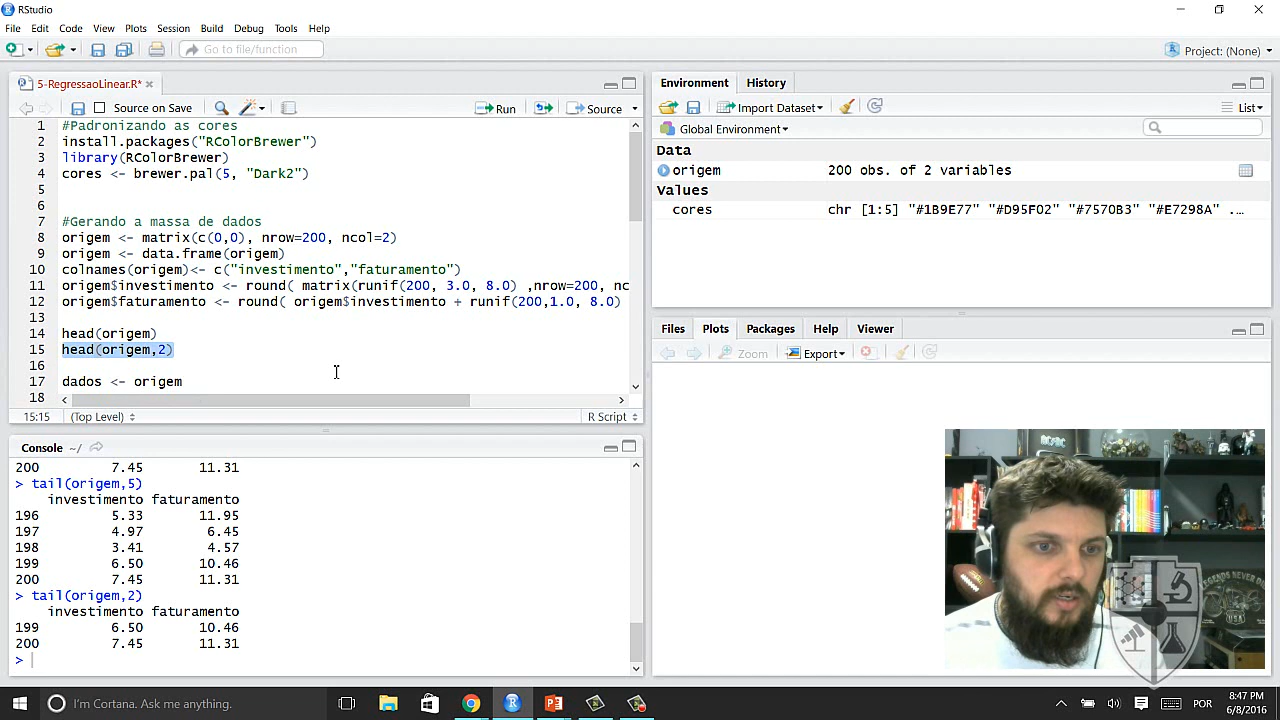 RStudio
File Edit Code View Plots Session Build Debug Tools Help
Go to file/function
Project: (None)
5-RegressaoLinear.R*
Source on Save
Run
Source
1 #Padronizando as cores
2 install.packages("RColorBrewer")
3 library(RColorBrewer)
4 cores <- brewer.pal(5, "Dark2")
5
6
7 #Gerando a massa de dados
8 origem <- matrix(c(0,0), nrow=200, ncol=2)
9 origem <- data.frame(origem)
10 colnames(origem)<- c("investimento","faturamento")
11 origem$investimento <- round( matrix(runif(200, 3.0, 8.0) ,nrow=200, nc
12 origem$faturamento <- round( origem$investimento + runif(200,1.0, 8.0)
13
14 head(origem)
15 head(origem,2)
16
17 dados <- origem
18
15:15 (Top Level) R Script
Console ~/
200 7.45 11.31
> tail(origem,5)
investimento faturamento
196 5.33 11.95
197 4.97 6.45
198 3.41 4.57
199 6.50 10.46
200 7.45 11.31
> tail(origem,2)
investimento faturamento
199 6.50 10.46
200 7.45 11.31
>
Environment History
Import Dataset
List
Global Environment
Data
origem 200 obs. of 2 variables
Values
cores chr [1:5] "#1B9E77" "#D95F02" "#7570B3" "#E7298A" ...
Files Plots Packages Help Viewer
Zoom Export
LEGENDS NEVER
USA
I'm Cortana. Ask me anything.
POR
8:47 PM
6/8/2016